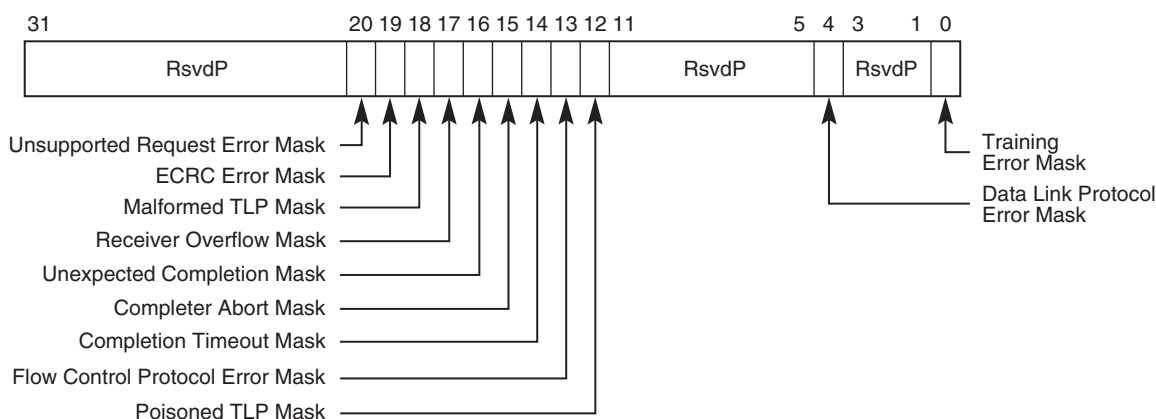 31 20 19 18 17 16 15 14 13 12 11 5 4 3 1 0
RsvdP RsvdP RsvdP
Unsupported Request Error Mask
ECRC Error Mask
Malformed TLP Mask
Receiver Overflow Mask
Unexpected Completion Mask
Completer Abort Mask
Completion Timeout Mask
Flow Control Protocol Error Mask
Poisoned TLP Mask
Training
Error Mask
Data Link Protocol
Error Mask